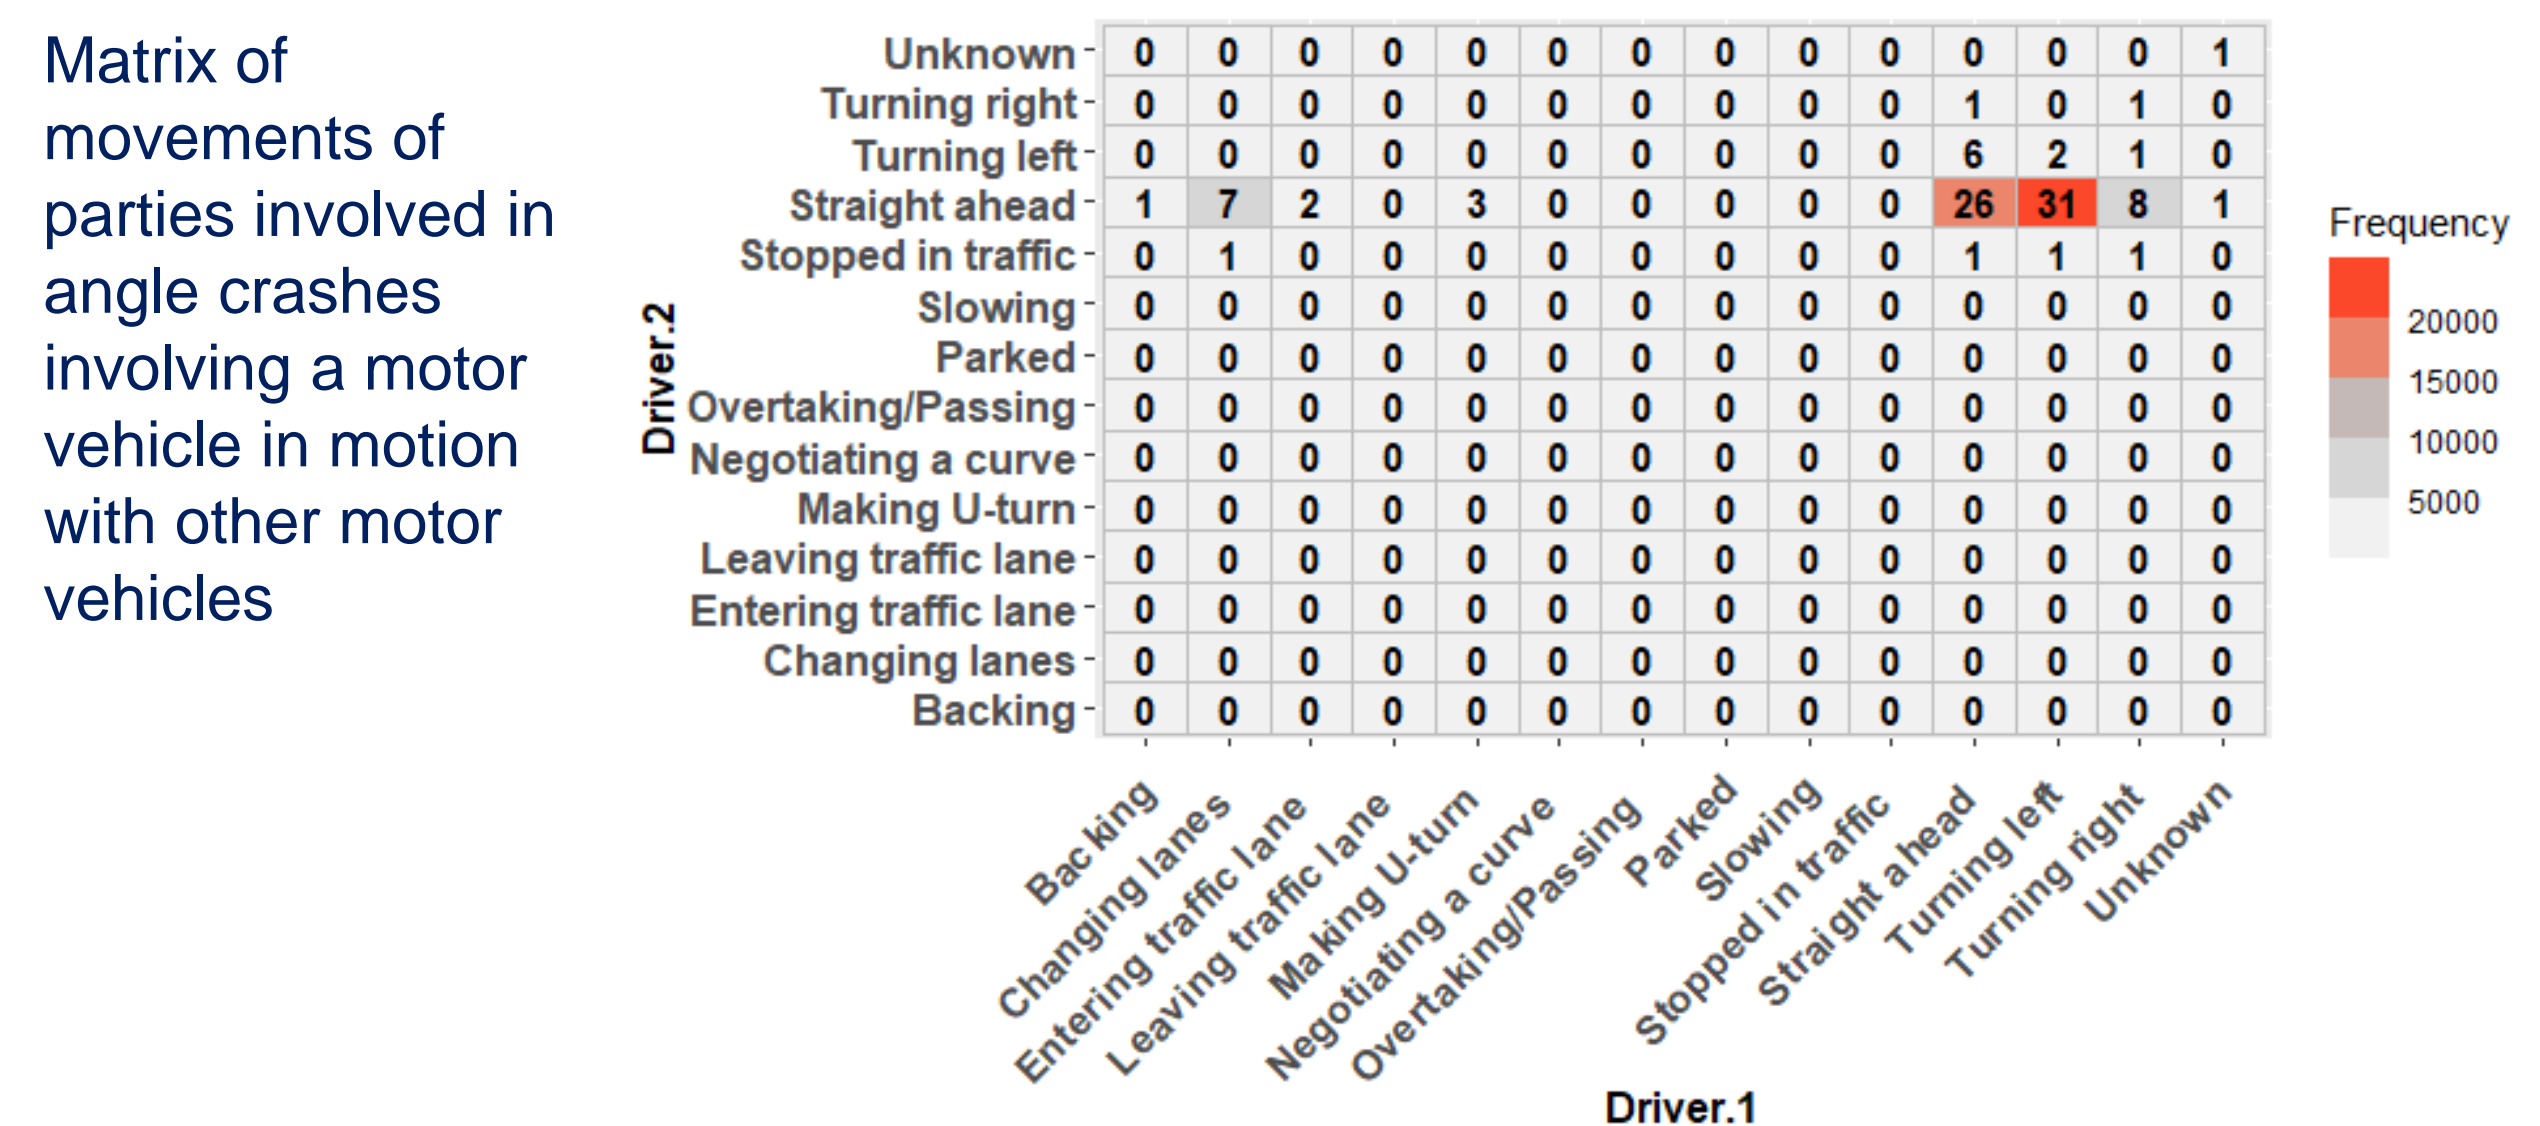 Matrix of
movements of
parties involved in
angle crashes
involving a motor
vehicle in motion
with other motor
vehicles
Driver.2
Unknown 0 0 0 0 0 0 0 0 0 0 0 0 0 1
Turning right 0 0 0 0 0 0 0 0 0 0 1 0 1 0
Turning left 0 0 0 0 0 0 0 0 0 0 6 2 1 0
Straight ahead 1 7 2 0 3 0 0 0 0 0 26 31 8 1
Stopped in traffic 0 1 0 0 0 0 0 0 0 0 1 1 1 0
Slowing 0 0 0 0 0 0 0 0 0 0 0 0 0 0
Parked 0 0 0 0 0 0 0 0 0 0 0 0 0 0
Overtaking/Passing 0 0 0 0 0 0 0 0 0 0 0 0 0 0
Negotiating a curve 0 0 0 0 0 0 0 0 0 0 0 0 0 0
Making U-turn 0 0 0 0 0 0 0 0 0 0 0 0 0 0
Leaving traffic lane 0 0 0 0 0 0 0 0 0 0 0 0 0 0
Entering traffic lane 0 0 0 0 0 0 0 0 0 0 0 0 0 0
Changing lanes 0 0 0 0 0 0 0 0 0 0 0 0 0 0
Backing 0 0 0 0 0 0 0 0 0 0 0 0 0 0
Backing
Changing lanes
Entering traffic lane
Leaving traffic lane
Making U-turn
Negotiating a curve
Overtaking/Passing
Parked
Slowing
Stopped in traffic
Straight ahead
Turning left
Turning right
Unknown
Driver.1
Frequency
20000
15000
10000
5000